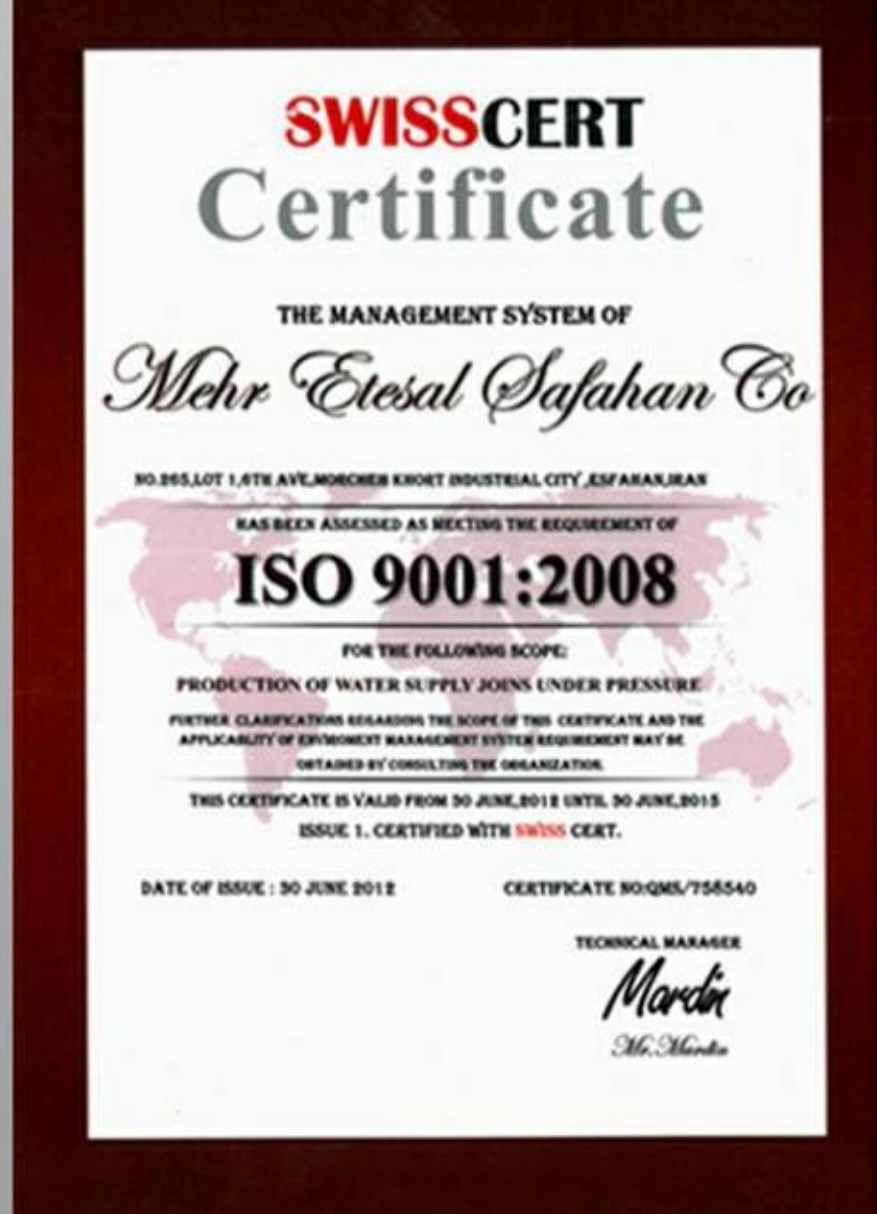 SWISSCERT
Certificate
THE MANAGEMENT SYSTEM OF
Mehr Etesal Safahan Co
NO.265,LOT 1,6TH AVE,MORCHEH KHORT INDUSTRIAL CITY ,ESFAHAN,IRAN
HAS BEEN ASSESSED AS MEETING THE REQUIREMENT OF
ISO 9001:2008
FOR THE FOLLOWING SCOPE:
PRODUCTION OF WATER SUPPLY JOINS UNDER PRESSURE
FURTHER CLARIFICATIONS REGARDING THE SCOPE OF THIS CERTIFICATE AND THE
APPLICABLITY OF ENVIROMENT MANAGEMENT SYSTEM REQUIREMENT MAY BE
OBTAINED BY CONSULTING THE ORGANIZATION.
THIS CERTIFICATE IS VALID FROM 30 JUNE,2012 UNTIL 30 JUNE,2015
ISSUE 1. CERTIFIED WITH SWISS CERT.
DATE OF ISSUE : 30 JUNE 2012
CERTIFICATE NO:QMS/758540
TECHNICAL MANAGER
Mardin
Mr.Mardin